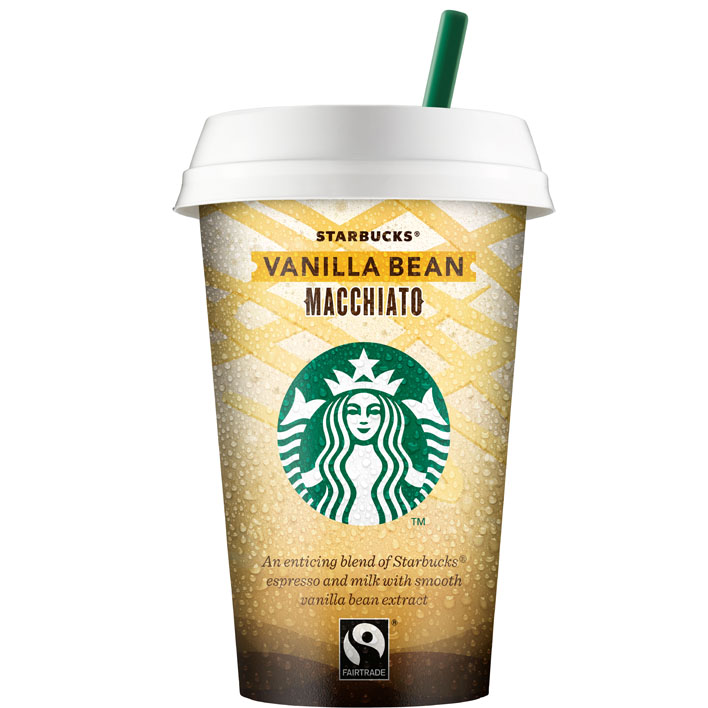 STARBUCKS®
VANILLA BEAN
MACCHIATO
TM
An enticing blend of Starbucks®
espresso and milk with smooth
vanilla bean extract
®
FAIRTRADE